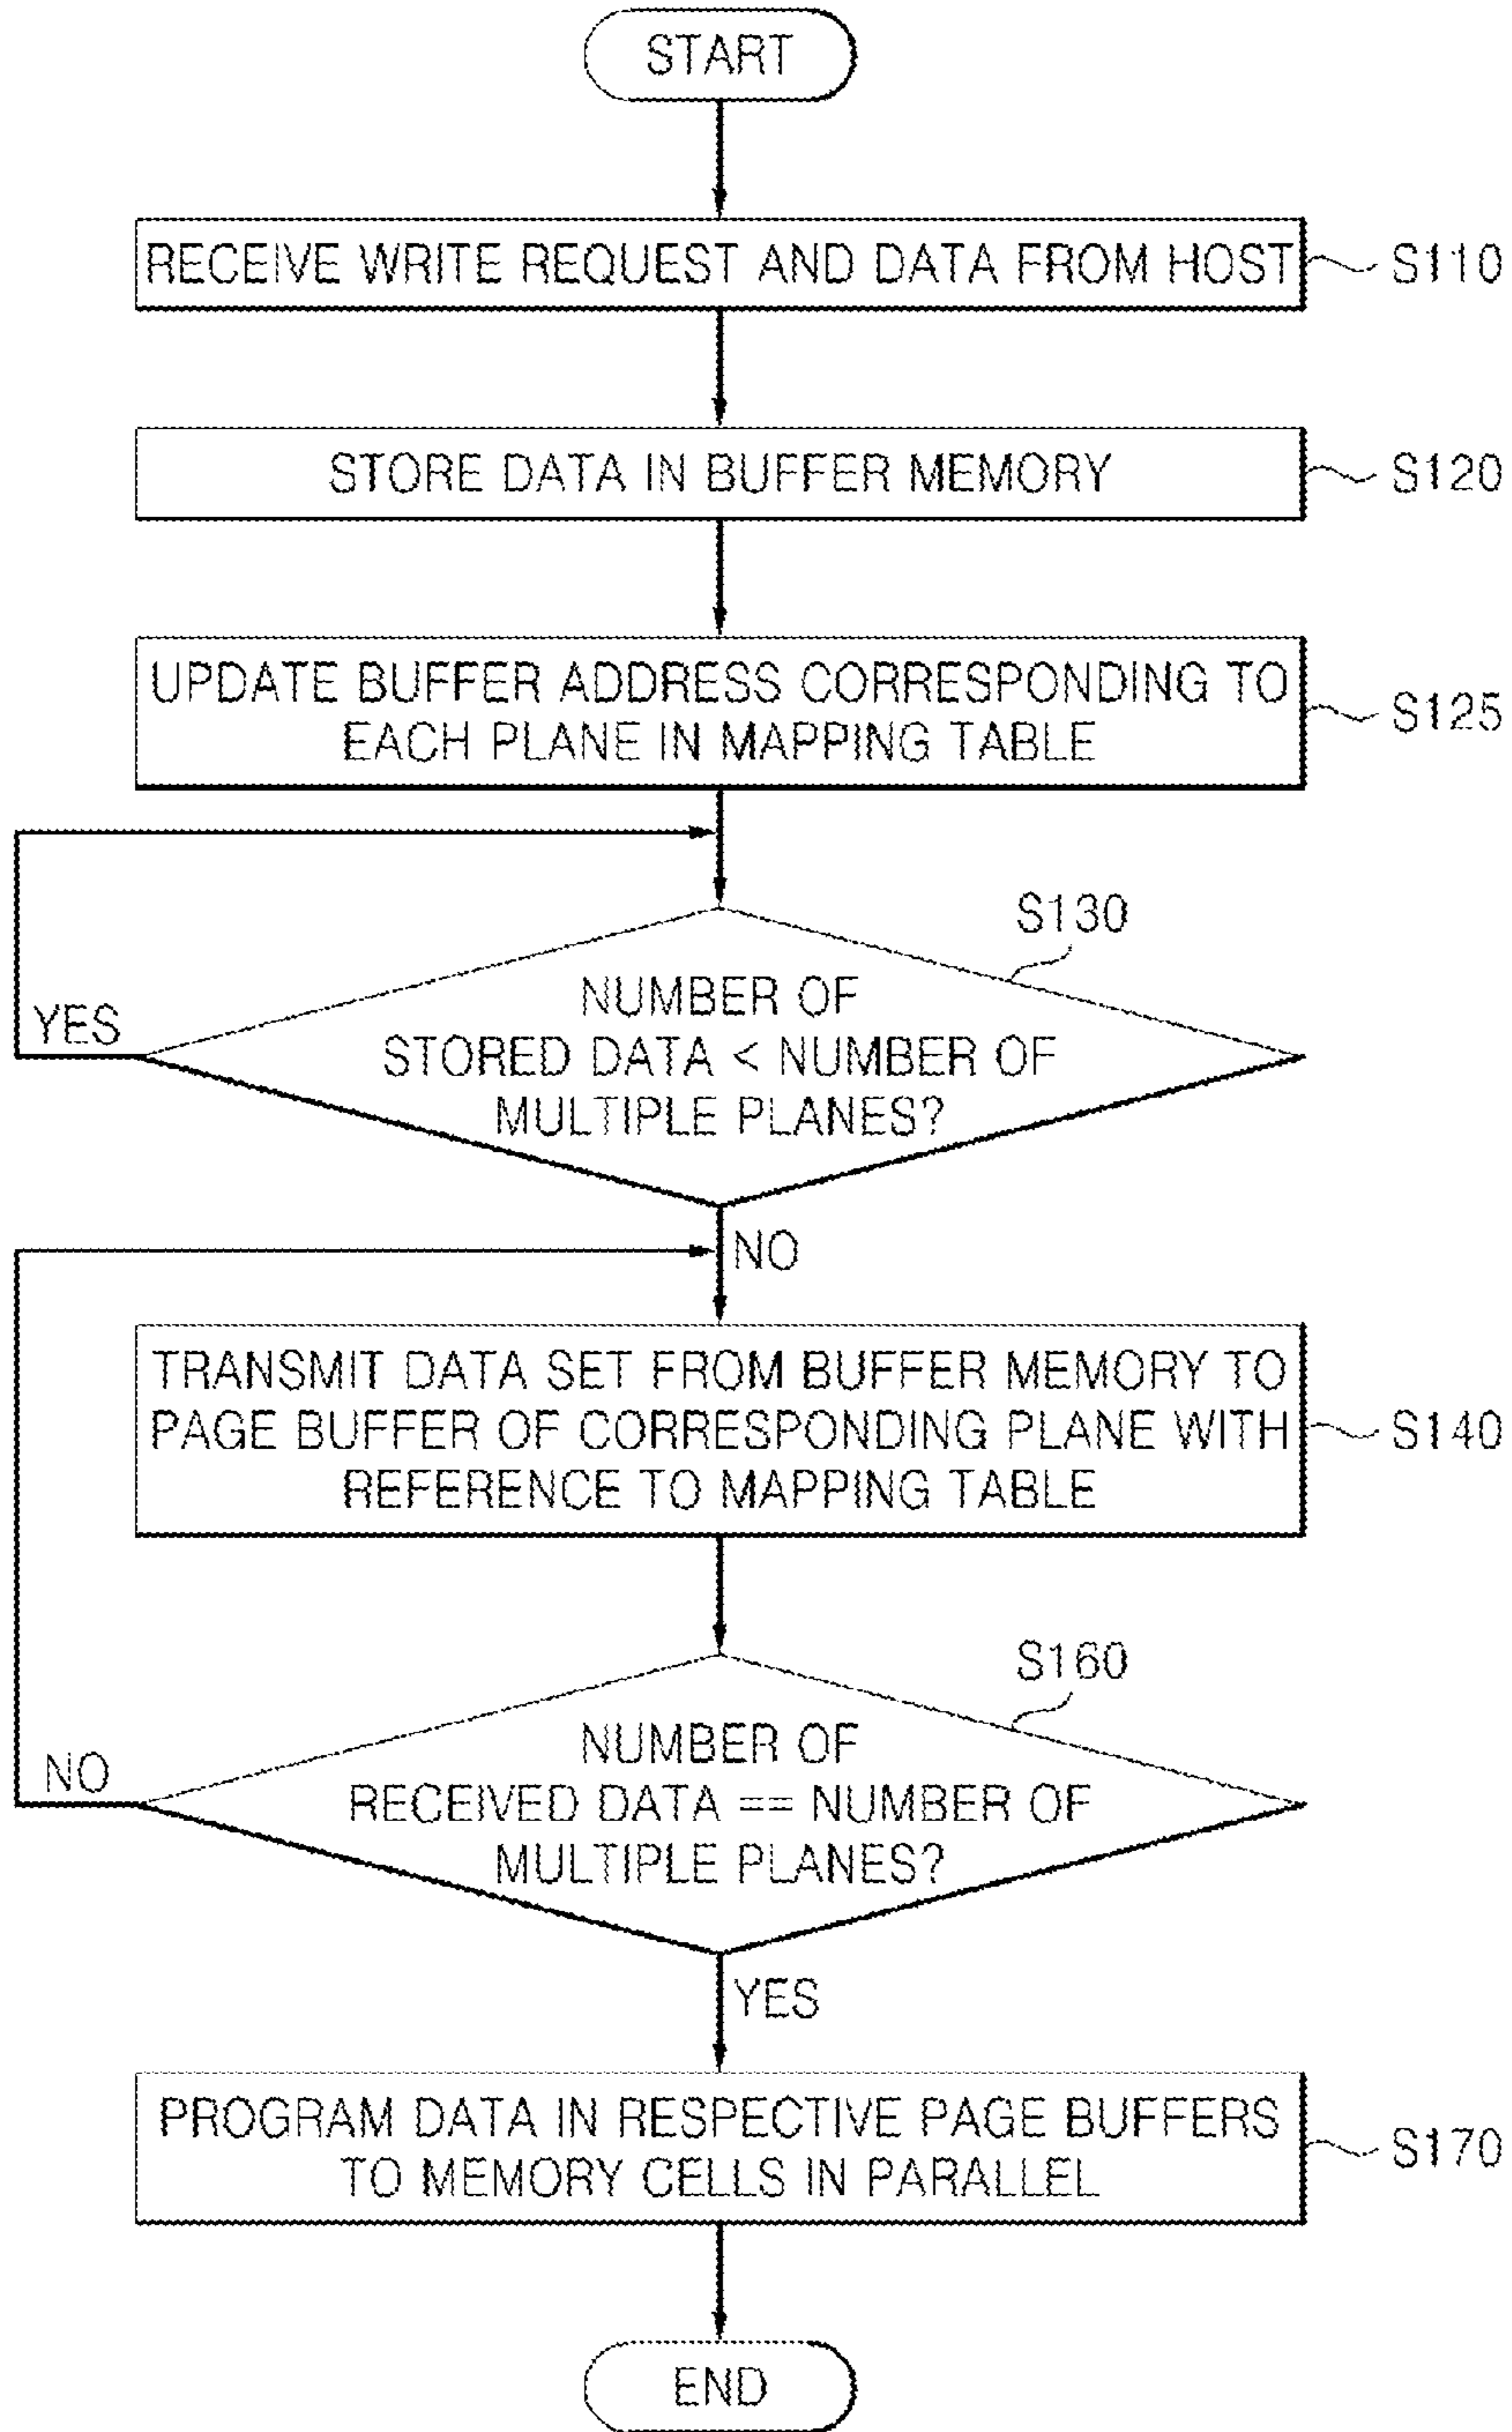 START
RECEIVE WRITE REQUEST AND DATA FROM HOST
S110
STORE DATA IN BUFFER MEMORY
S120
UPDATE BUFFER ADDRESS CORRESPONDING TO
EACH PLANE IN MAPPING TABLE
S125
S130
NUMBER OF
STORED DATA < NUMBER OF
MULTIPLE PLANES?
YES
NO
TRANSMIT DATA SET FROM BUFFER MEMORY TO
PAGE BUFFER OF CORRESPONDING PLANE WITH
REFERENCE TO MAPPING TABLE
S140
S160
NUMBER OF
RECEIVED DATA == NUMBER OF
MULTIPLE PLANES?
NO
YES
PROGRAM DATA IN RESPECTIVE PAGE BUFFERS
TO MEMORY CELLS IN PARALLEL
S170
END